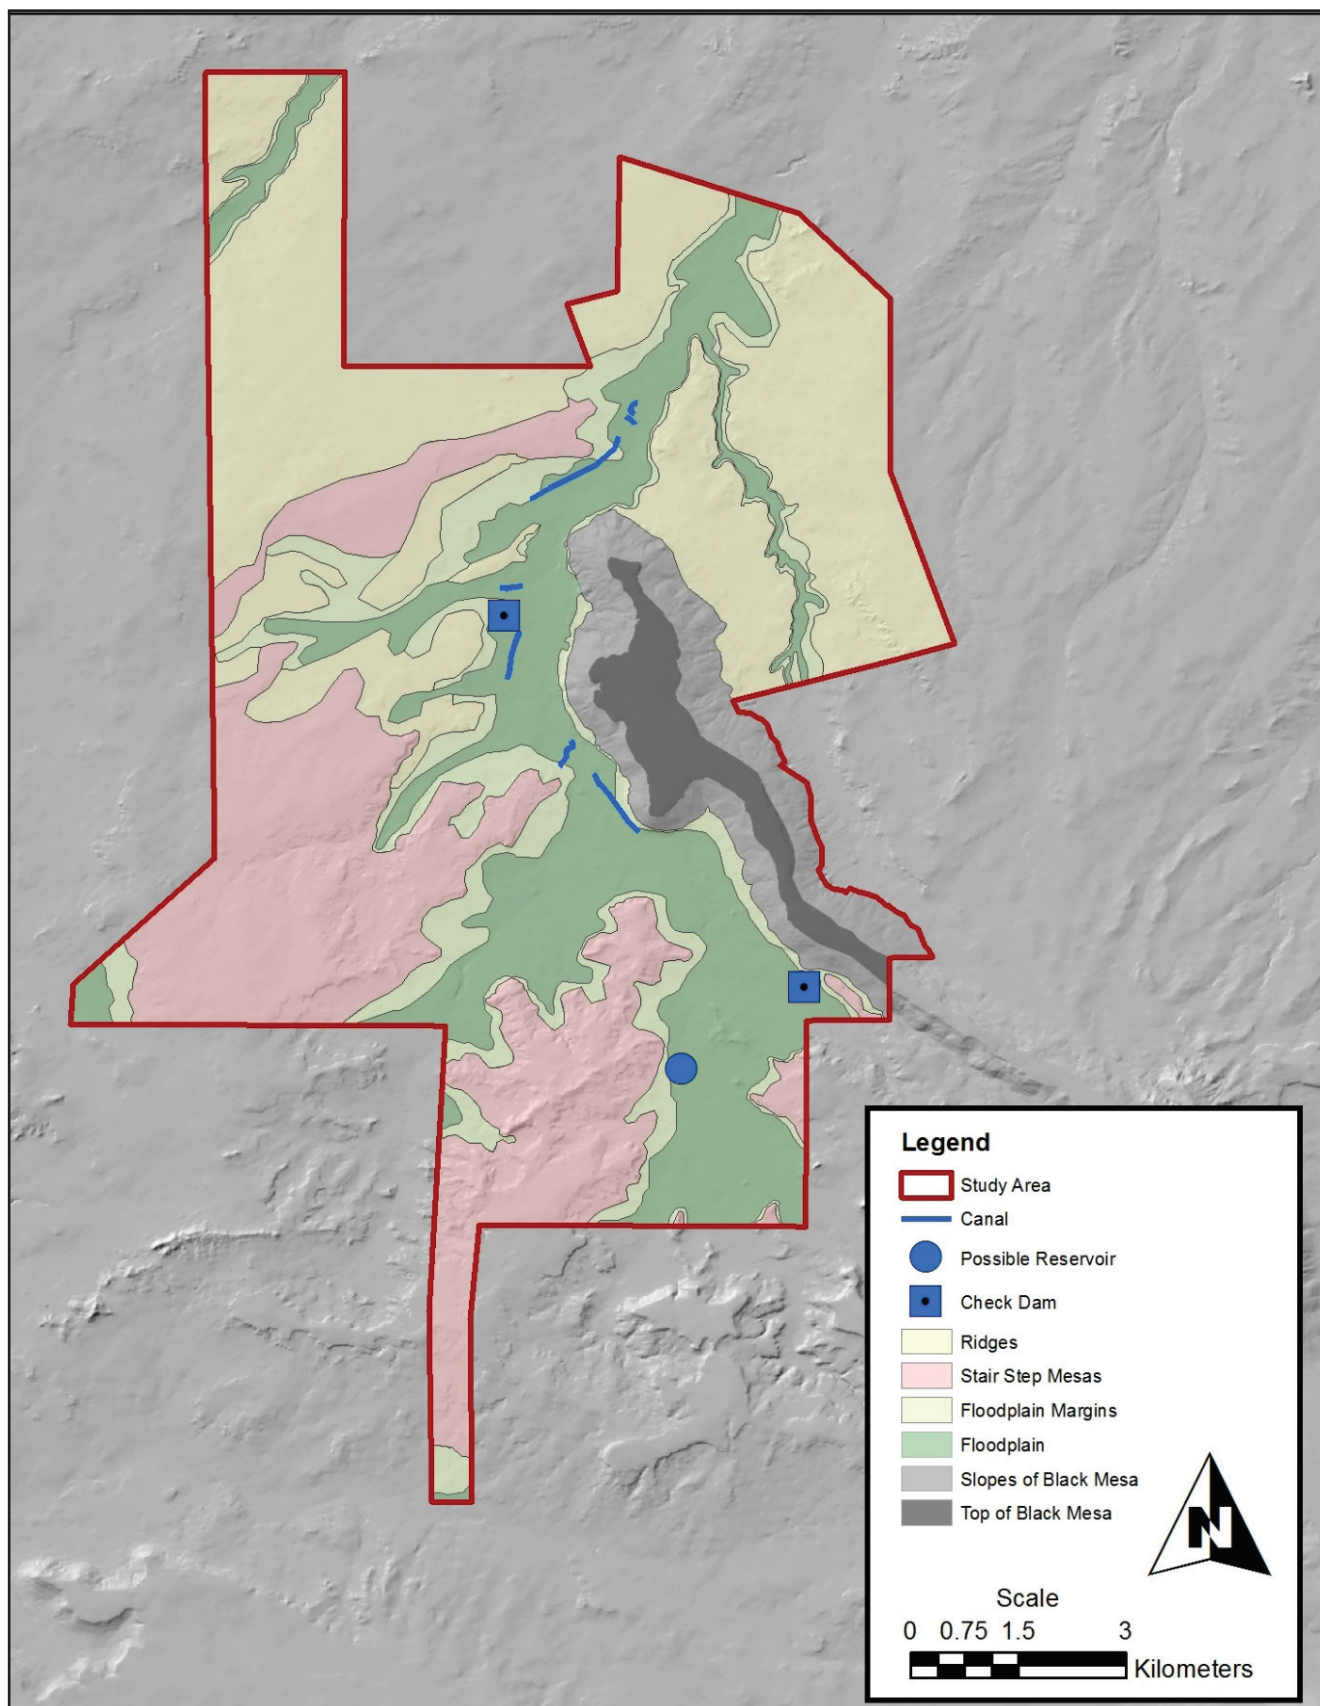 Legend
Study Area
Canal
Possible Reservoir
Check Dam
Ridges
Stair Step Mesas
Floodplain Margins
Floodplain
Slopes of Black Mesa
Top of Black Mesa
N
Scale
0 0.75 1.5 3
Kilometers